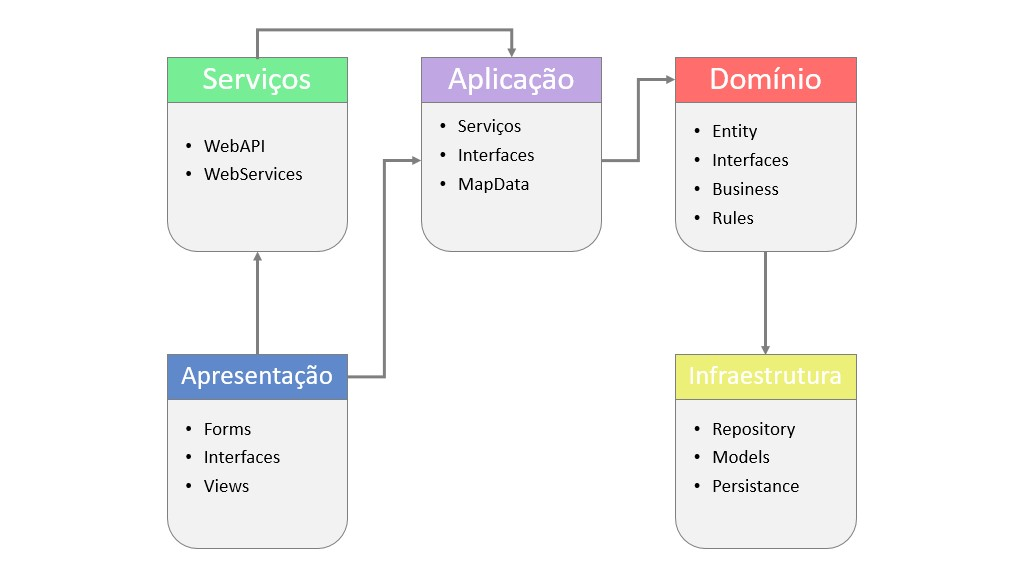 Serviços
• WebAPI
• WebServices
Aplicação
• Serviços
• Interfaces
• MapData
Domínio
• Entity
• Interfaces
• Business
• Rules
Apresentação
• Forms
• Interfaces
• Views
Infraestrutura
• Repository
• Models
• Persistance